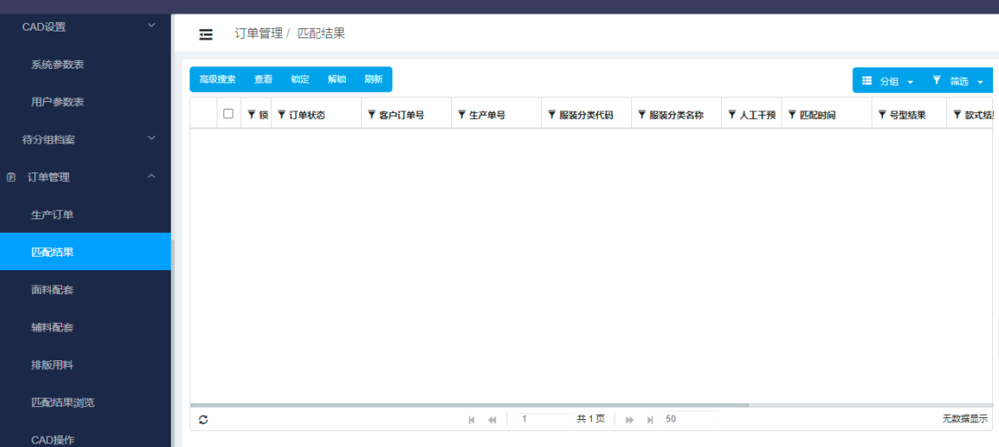 CAD设置
系统参数表
用户参数表
待分组档案
订单管理
生产订单
匹配结果
面料配套
辅料配套
排版用料
匹配结果浏览
CAD操作
订单管理 / 匹配结果
高级搜索 查看 锁定 解锁 刷新
分组 筛选
锁 订单状态 客户订单号 生产单号 服装分类代码 服装分类名称 人工干预 匹配时间 号型结果 款式结
1 共 1 页 50 无数据显示